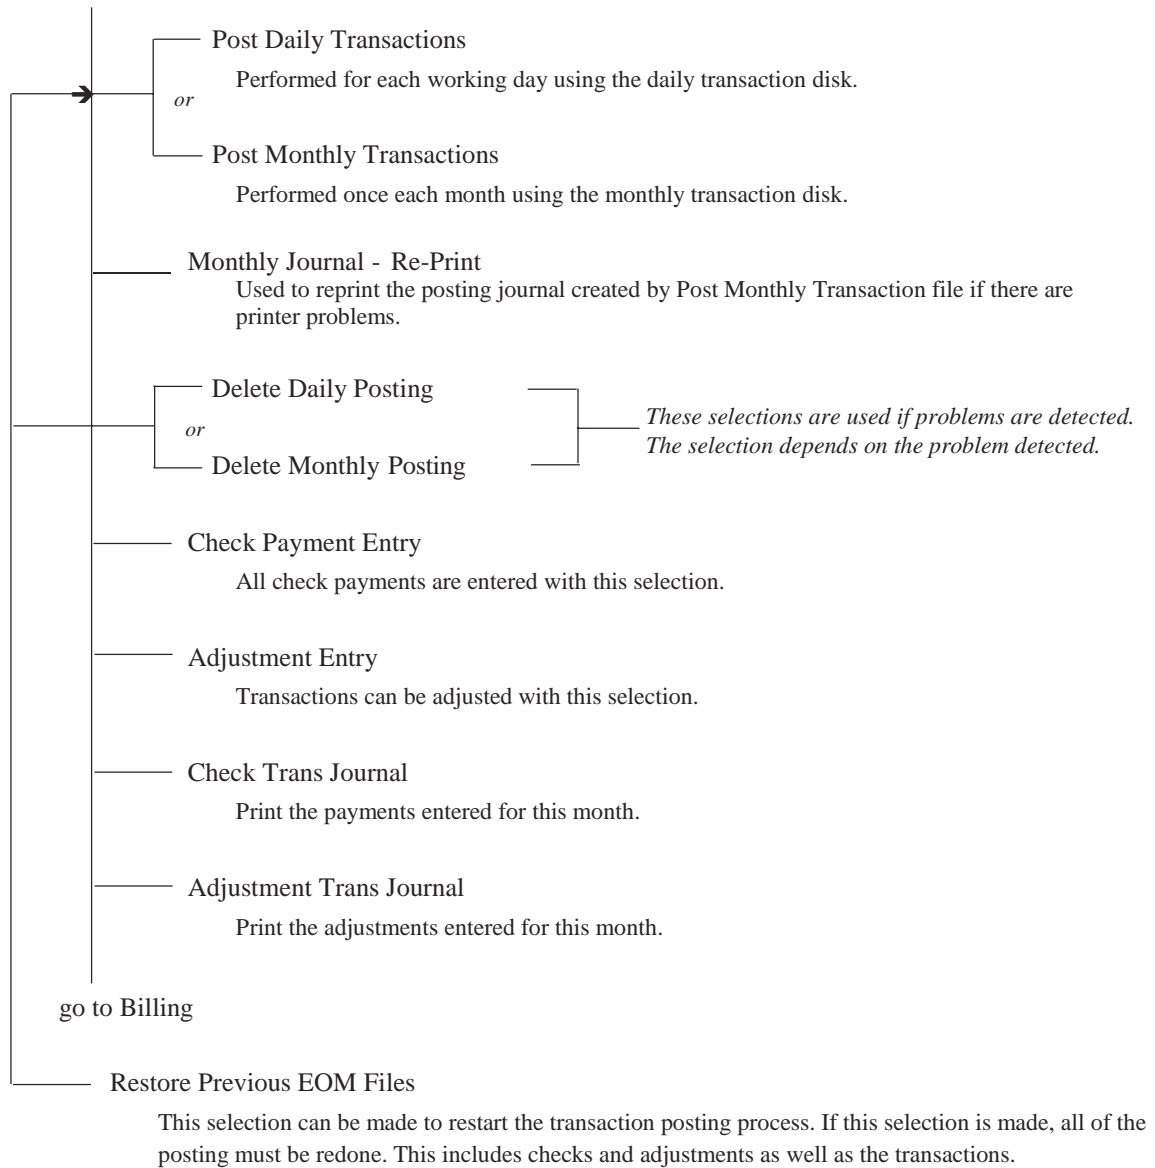 Post Daily Transactions
Performed for each working day using the daily transaction disk.
or
Post Monthly Transactions
Performed once each month using the monthly transaction disk.
Monthly Journal - Re-Print
Used to reprint the posting journal created by Post Monthly Transaction file if there are
printer problems.
Delete Daily Posting
or
Delete Monthly Posting
These selections are used if problems are detected.
The selection depends on the problem detected.
Check Payment Entry
All check payments are entered with this selection.
Adjustment Entry
Transactions can be adjusted with this selection.
Check Trans Journal
Print the payments entered for this month.
Adjustment Trans Journal
Print the adjustments entered for this month.
go to Billing
Restore Previous EOM Files
This selection can be made to restart the transaction posting process. If this selection is made, all of the
posting must be redone. This includes checks and adjustments as well as the transactions.